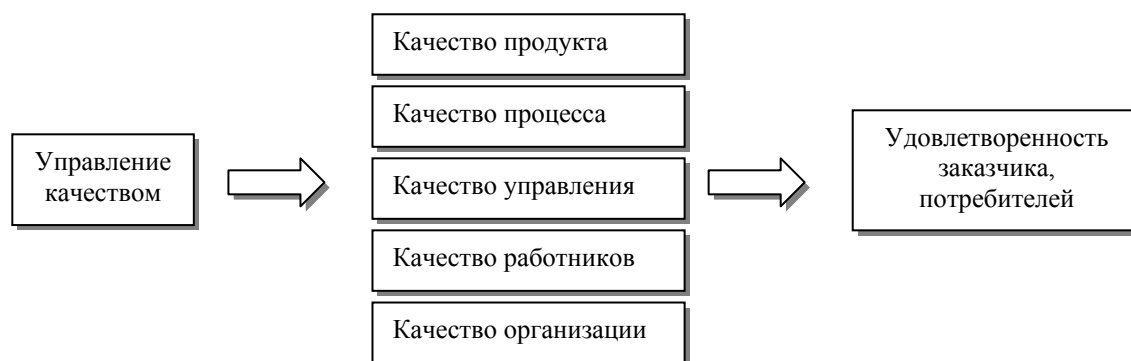 Управление
качеством
Качество продукта
Качество процесса
Качество управления
Качество работников
Качество организации
Удовлетворенность
заказчика,
потребителей